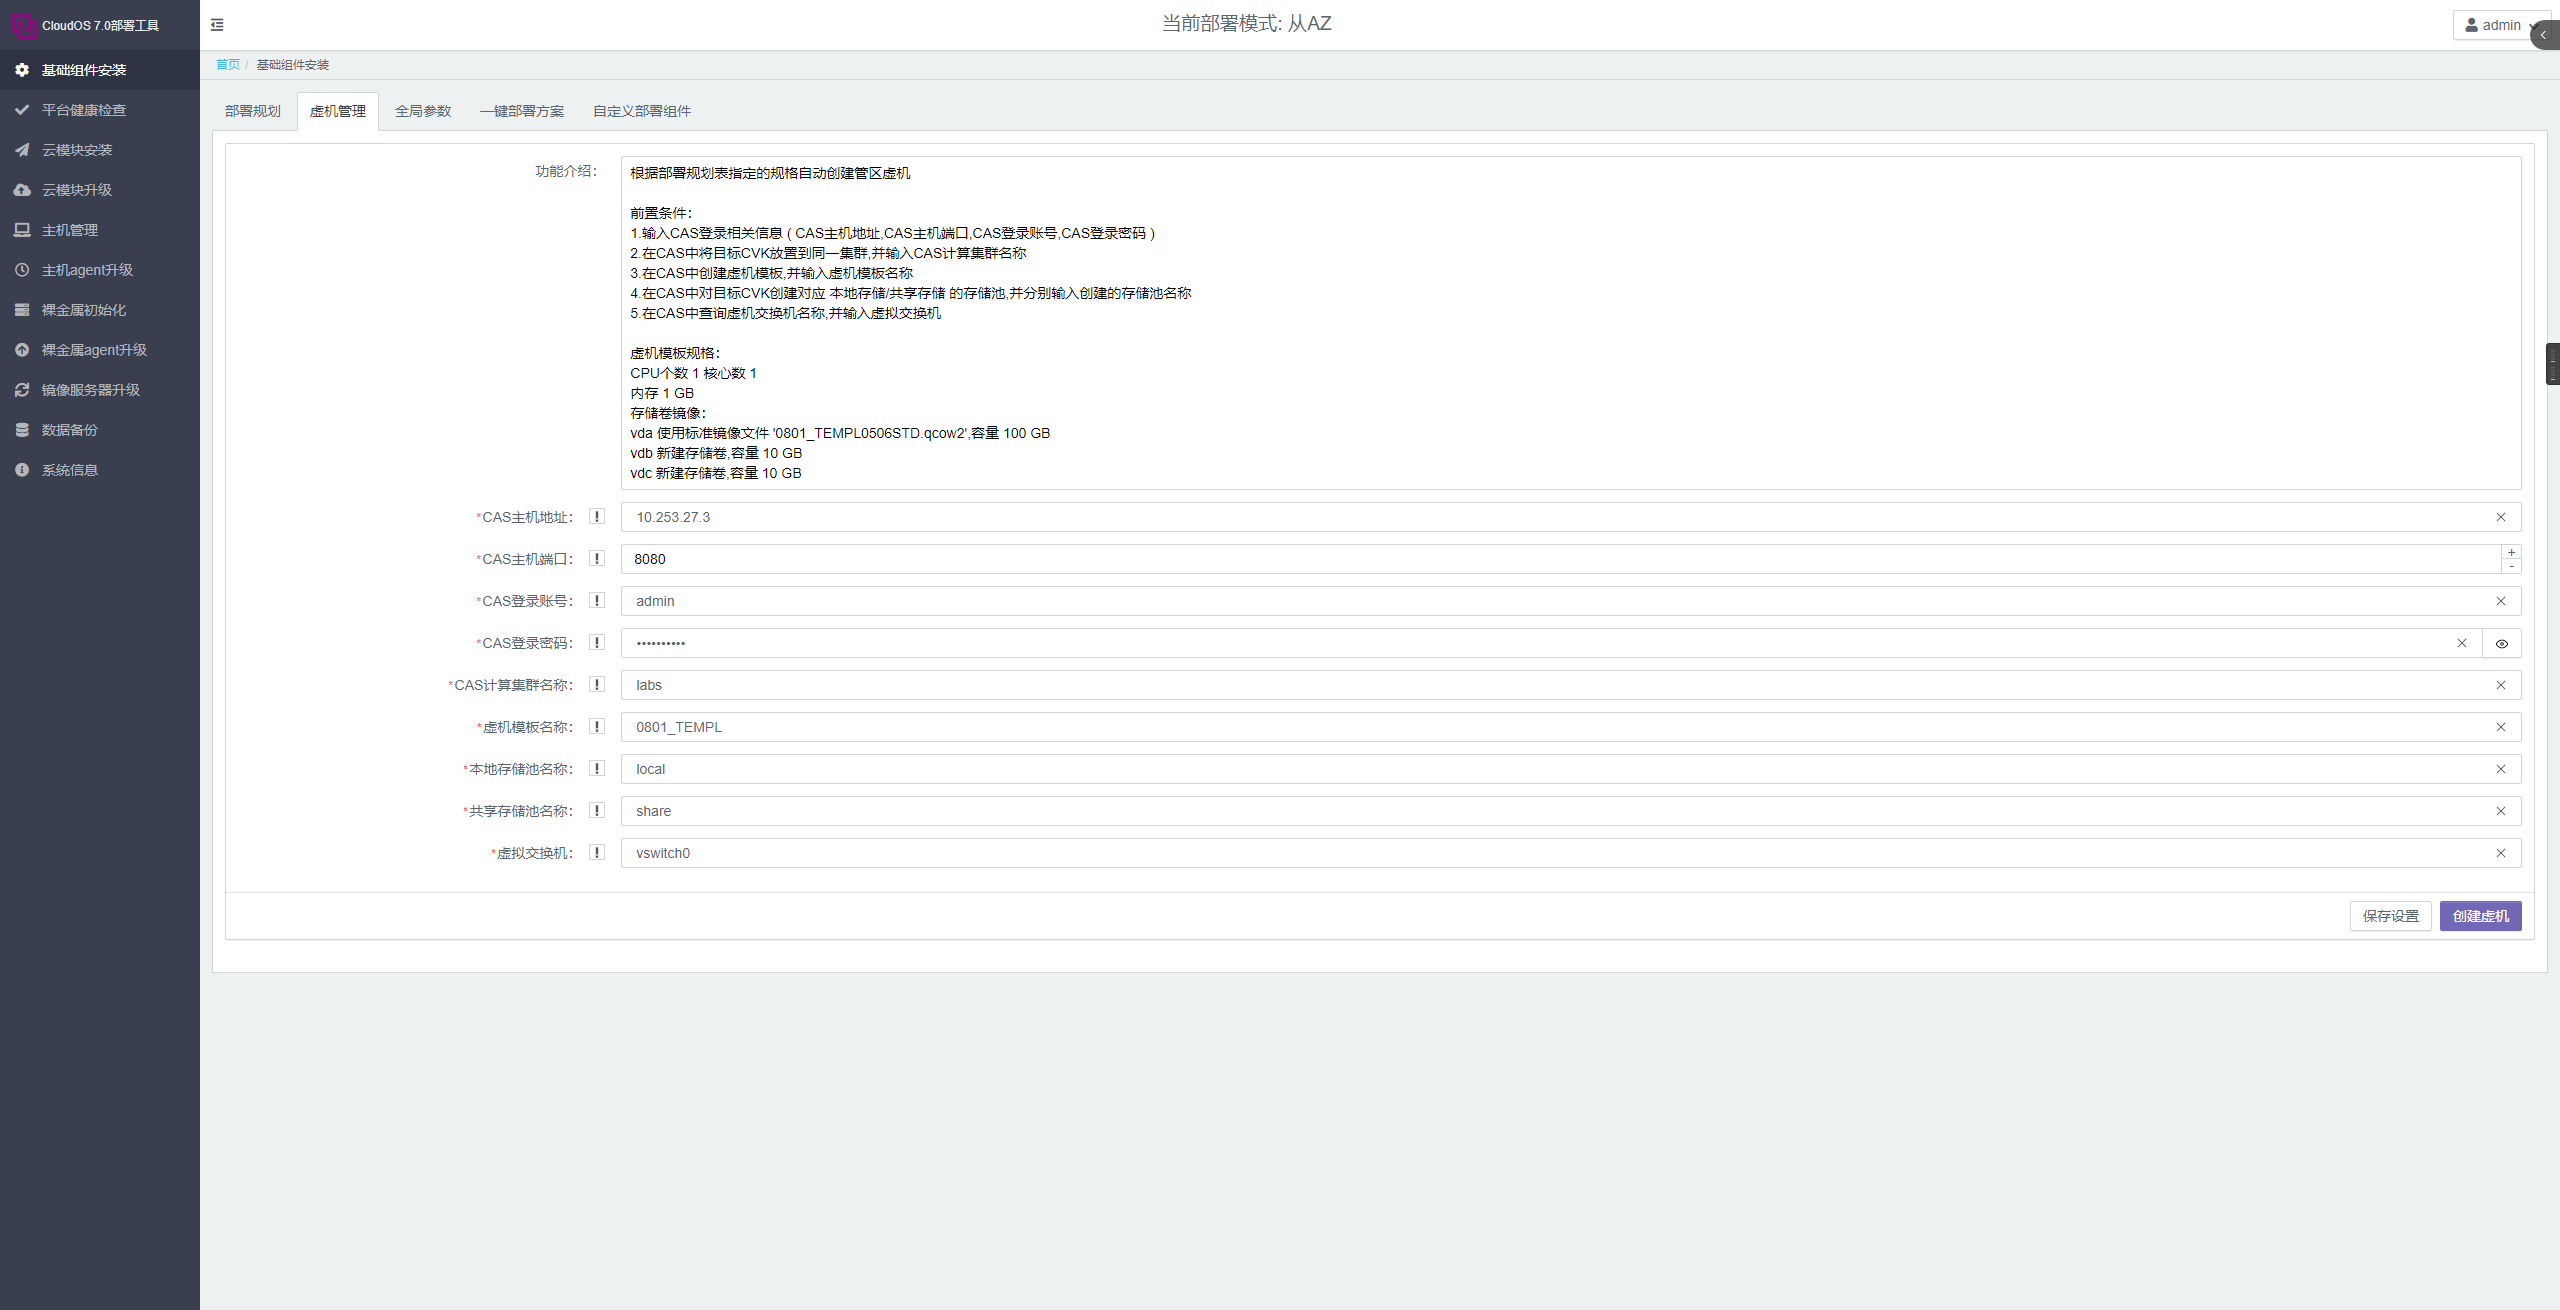 CloudOS 7.0部署工具
当前部署模式: 从AZ
admin
基础组件安装
平台健康检查
云模块安装
云模块升级
主机管理
主机agent升级
裸金属初始化
裸金属agent升级
镜像服务器升级
数据备份
系统信息
首页 / 基础组件安装
部署规划 虚机管理 全局参数 一键部署方案 自定义部署组件
功能介绍:
根据部署规划表指定的规格自动创建管区虚机
前置条件:
1.输入CAS登录相关信息 ( CAS主机地址,CAS主机端口,CAS登录账号,CAS登录密码 )
2.在CAS中将目标CVK放置到同一集群,并输入CAS计算集群名称
3.在CAS中创建虚机模板,并输入虚机模板名称
4.在CAS中对目标CVK创建对应 本地存储/共享存储 的存储池,并分别输入创建的存储池名称
5.在CAS中查询虚机交换机名称,并输入虚拟交换机
虚机模板规格:
CPU个数 1 核心数 1
内存 1 GB
存储卷镜像:
vda 使用标准镜像文件 '0801_TEMPL0506STD.qcow2',容量 100 GB
vdb 新建存储卷,容量 10 GB
vdc 新建存储卷,容量 10 GB
*CAS主机地址: 10.253.27.3
*CAS主机端口: 8080
*CAS登录账号: admin
*CAS登录密码: ••••••••••
*CAS计算集群名称: labs
*虚机模板名称: 0801_TEMPL
*本地存储池名称: local
*共享存储池名称: share
*虚拟交换机: vswitch0
保存设置 创建虚机